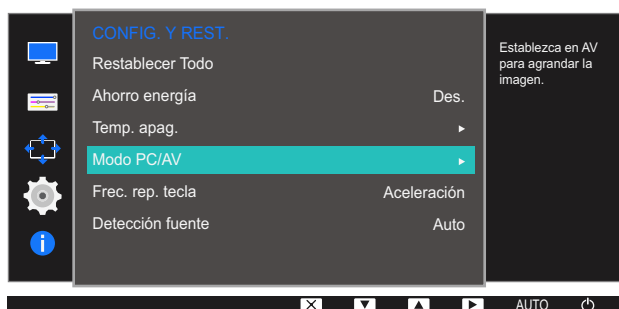 CONFIG. Y REST.
Restablecer Todo
Ahorro energía Des.
Temp. apag.
Modo PC/AV
Frec. rep. tecla Aceleración
Detección fuente Auto
Establezca en AV
para agrandar la
imagen.
AUTO